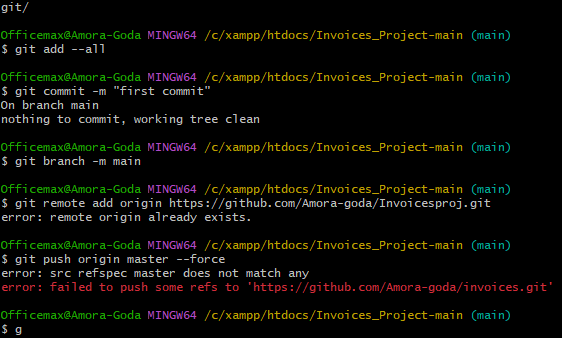 git/
Officemax@Amora-Goda MINGW64 /c/xampp/htdocs/Invoices_Project-main (main)
$ git add --all
Officemax@Amora-Goda MINGW64 /c/xampp/htdocs/Invoices_Project-main (main)
$ git commit -m "first commit"
On branch main
nothing to commit, working tree clean
Officemax@Amora-Goda MINGW64 /c/xampp/htdocs/Invoices_Project-main (main)
$ git branch -m main
Officemax@Amora-Goda MINGW64 /c/xampp/htdocs/Invoices_Project-main (main)
$ git remote add origin https://github.com/Amora-goda/Invoicesproj.git
error: remote origin already exists.
Officemax@Amora-Goda MINGW64 /c/xampp/htdocs/Invoices_Project-main (main)
$ git push origin master --force
error: src refspec master does not match any
error: failed to push some refs to 'https://github.com/Amora-goda/invoices.git'
Officemax@Amora-Goda MINGW64 /c/xampp/htdocs/Invoices_Project-main (main)
$ g